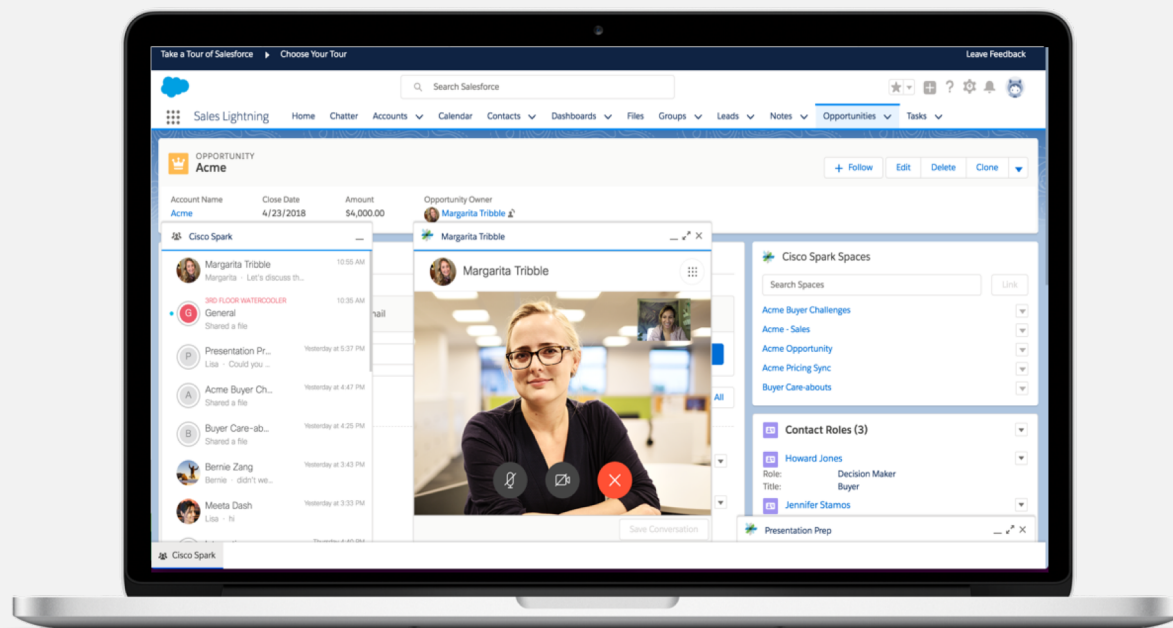 Take a Tour of Salesforce Choose Your Tour Leave Feedback
Search Salesforce
Sales Lightning Home Chatter Accounts Calendar Contacts Dashboards Files Groups Leads Notes Opportunities Tasks
OPPORTUNITY
Acme
+ Follow Edit Delete Clone
Account Name Close Date Amount Opportunity Owner
Acme 4/23/2018 $4,000.00 Margarita Tribble
Cisco Spark
Margarita Tribble 10:55 AM
Margarita · Let's discuss th...
3RD FLOOR WATERCOOLER 10:35 AM
G General
Shared a file
P Presentation Pr... Yesterday at 5:37 PM
Lisa · Could you ...
A Acme Buyer Ch... Yesterday at 4:47 PM
Shared a file
B Buyer Care-ab... Yesterday at 4:25 PM
Shared a file
Bernie Zang Yesterday at 3:43 PM
Bernie · didn't we...
Meeta Dash Yesterday at 3:33 PM
Lisa · hi
Cisco Spark
Margarita Tribble
Margarita Tribble
Save Conversation
All
Cisco Spark Spaces
Search Spaces Link
Acme Buyer Challenges
Acme - Sales
Acme Opportunity
Acme Pricing Sync
Buyer Care-abouts
Contact Roles (3)
Howard Jones
Role: Decision Maker
Title: Buyer
Jennifer Stamos
Presentation Prep